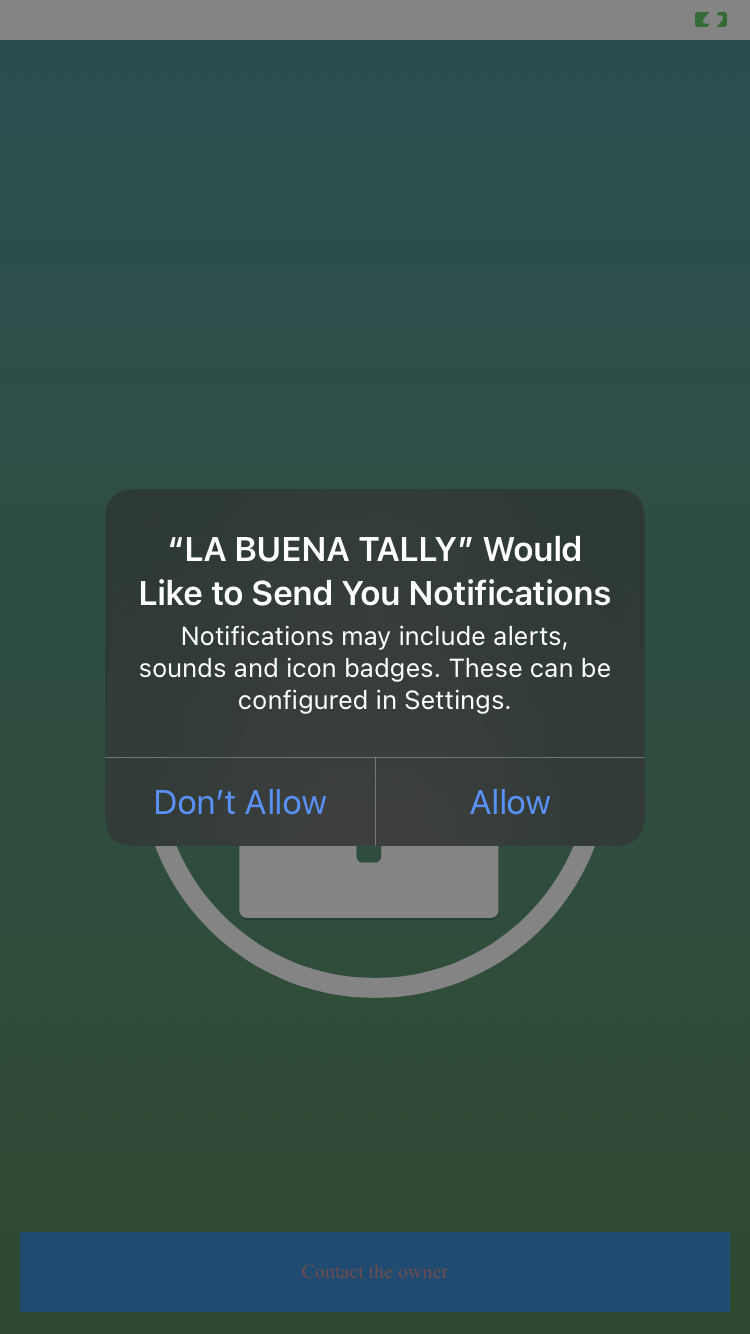 “LA BUENA TALLY” Would
Like to Send You Notifications
Notifications may include alerts,
sounds and icon badges. These can be
configured in Settings.
Don’t Allow
Allow
Contact the owner